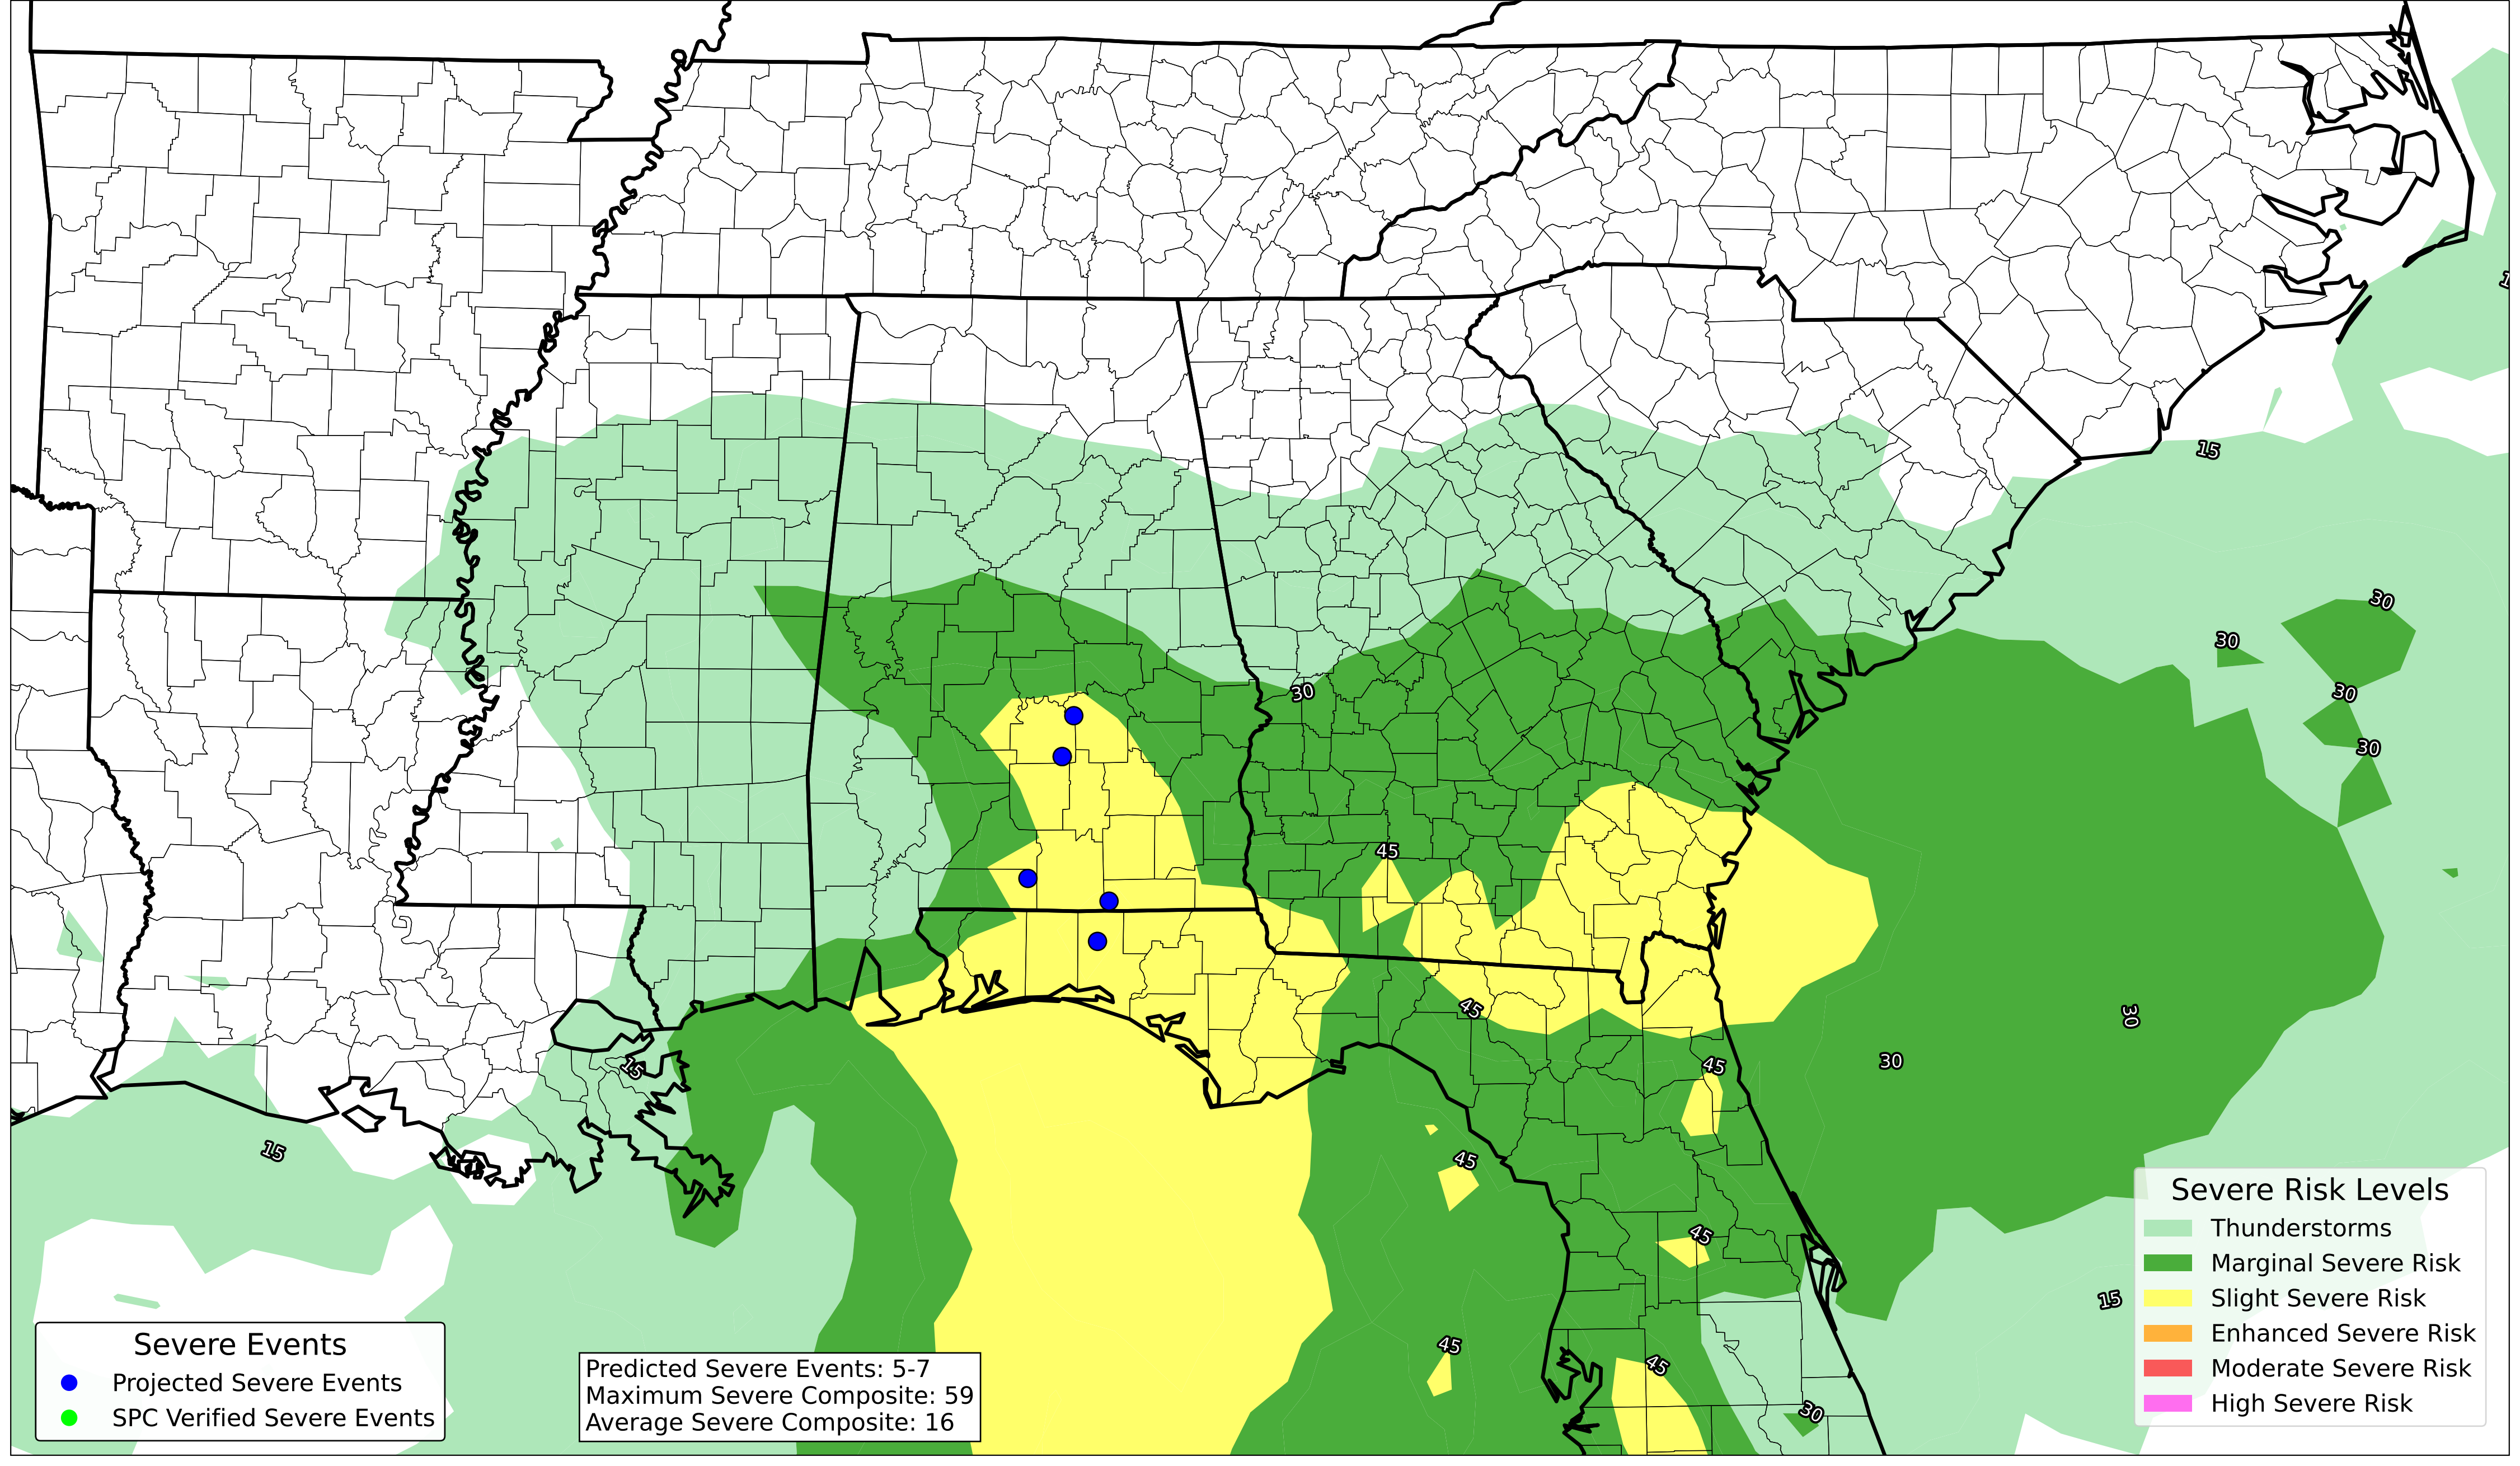 1
15
30
30
30
30
30
45
45
30
30
45
15
15
45
45
15
45
45
30
Severe Risk Levels
Thunderstorms
Marginal Severe Risk
Slight Severe Risk
Enhanced Severe Risk
Moderate Severe Risk
High Severe Risk
Severe Events
Projected Severe Events
SPC Verified Severe Events
Predicted Severe Events: 5-7
Maximum Severe Composite: 59
Average Severe Composite: 16